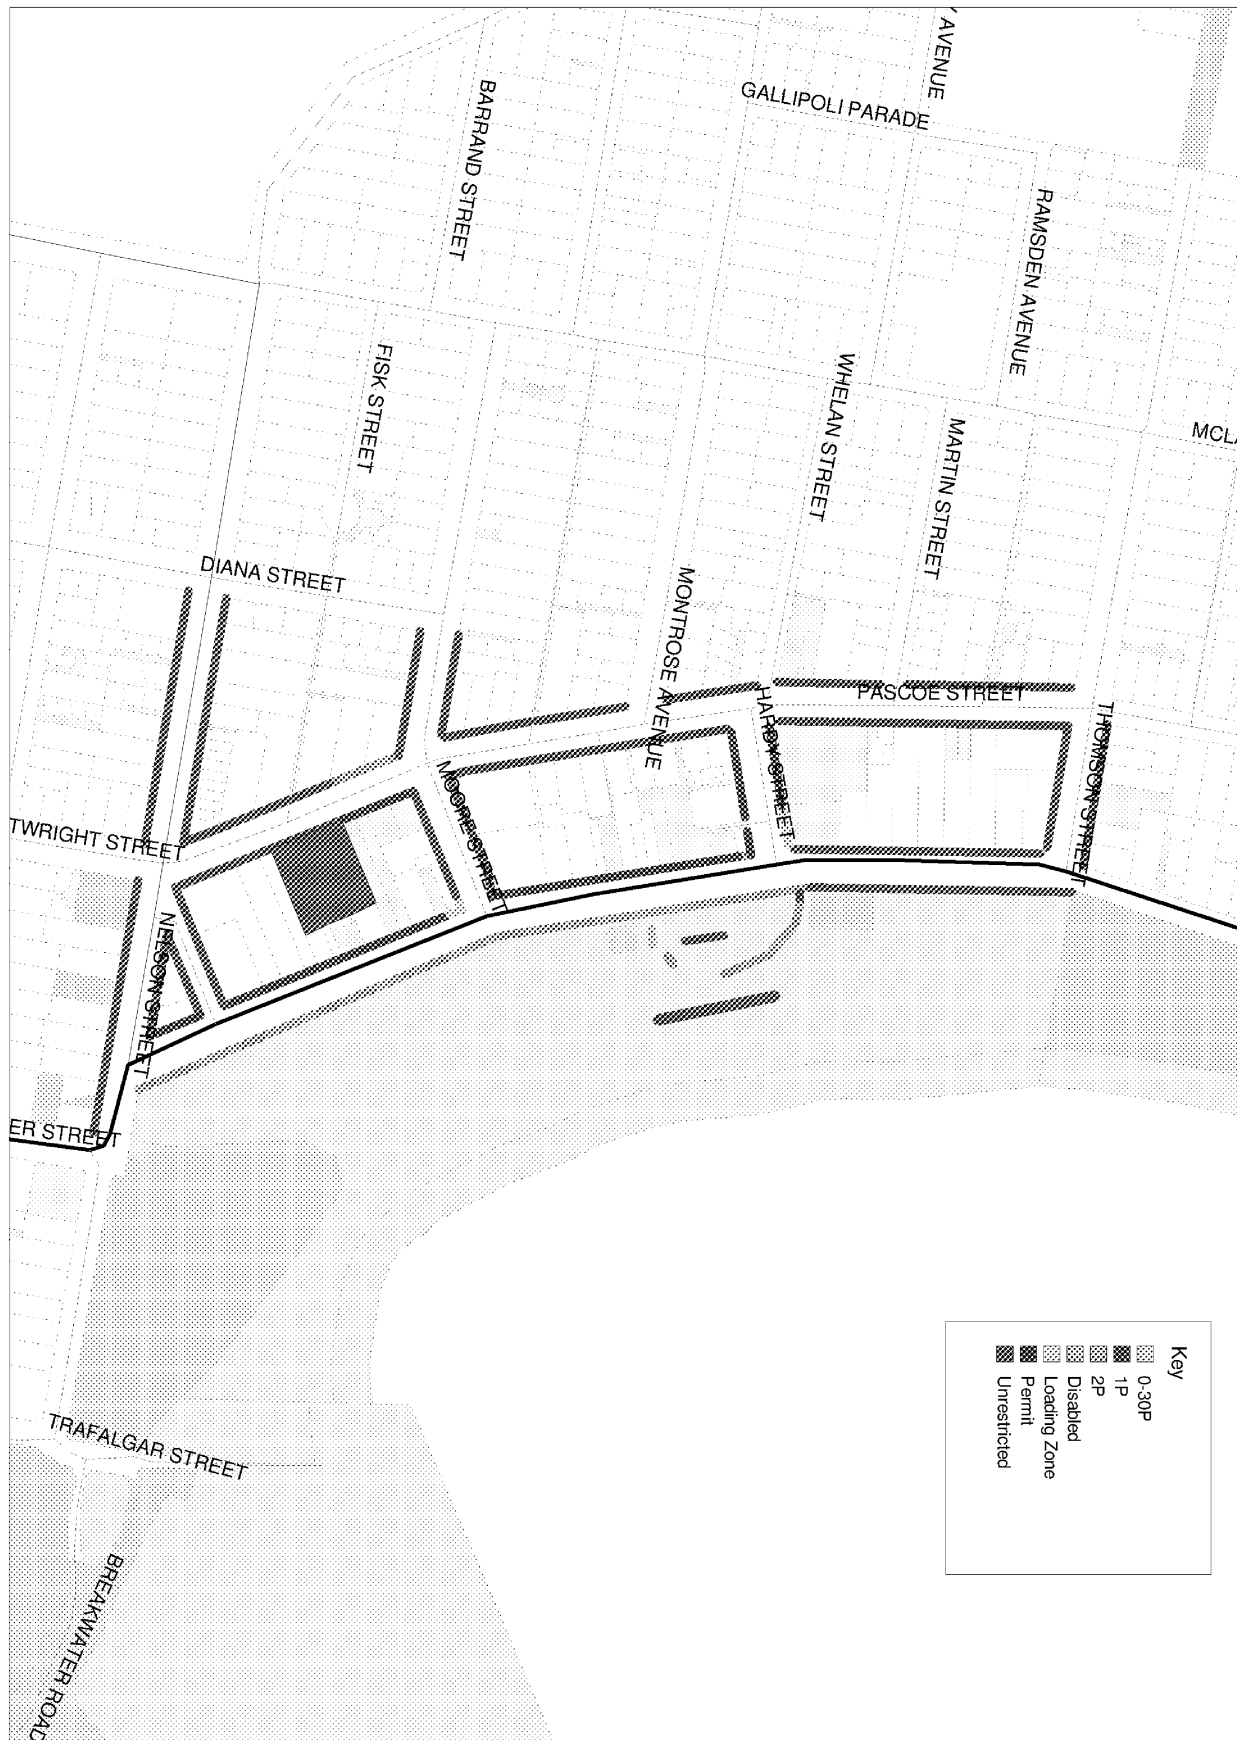 Y AVENUE
GALLIPOLI PARADE
BARRAND STREET
RAMSDEN AVENUE
FISK STREET
WHELAN STREET
MARTIN STREET
MCLA
DIANA STREET
MONTROSE AVENUE
PASCOE STREET
HARDY STREET
THOMSON STREET
MOORE STREET
TWRIGHT STREET
NELSON STREET
ER STREET
TRAFALGAR STREET
BREAKWATER ROAD
Key
0-30P
1P
2P
Disabled
Loading Zone
Permit
Unrestricted